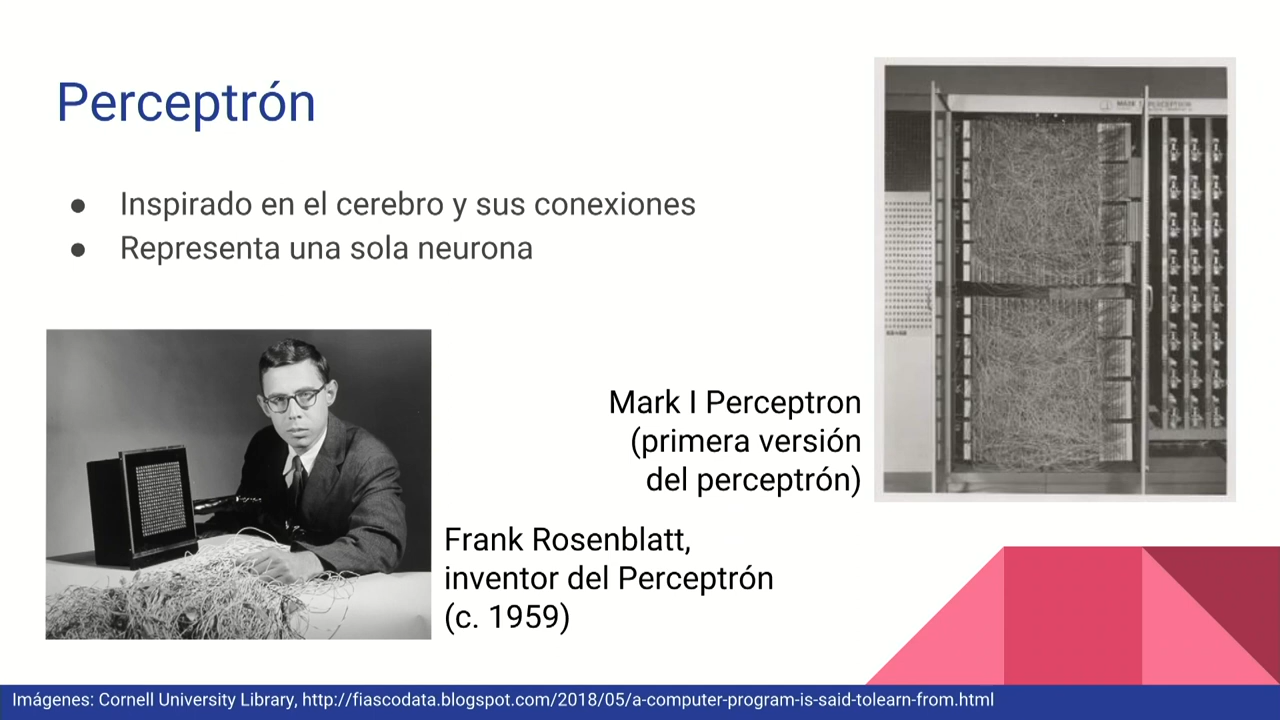 Perceptrón
● Inspirado en el cerebro y sus conexiones
● Representa una sola neurona
MARK I PERCEPTRON
Mark I Perceptron
(primera versión
del perceptrón)
Frank Rosenblatt,
inventor del Perceptrón
(c. 1959)
Imágenes: Cornell University Library, http://fiascodata.blogspot.com/2018/05/a-computer-program-is-said-tolearn-from.html